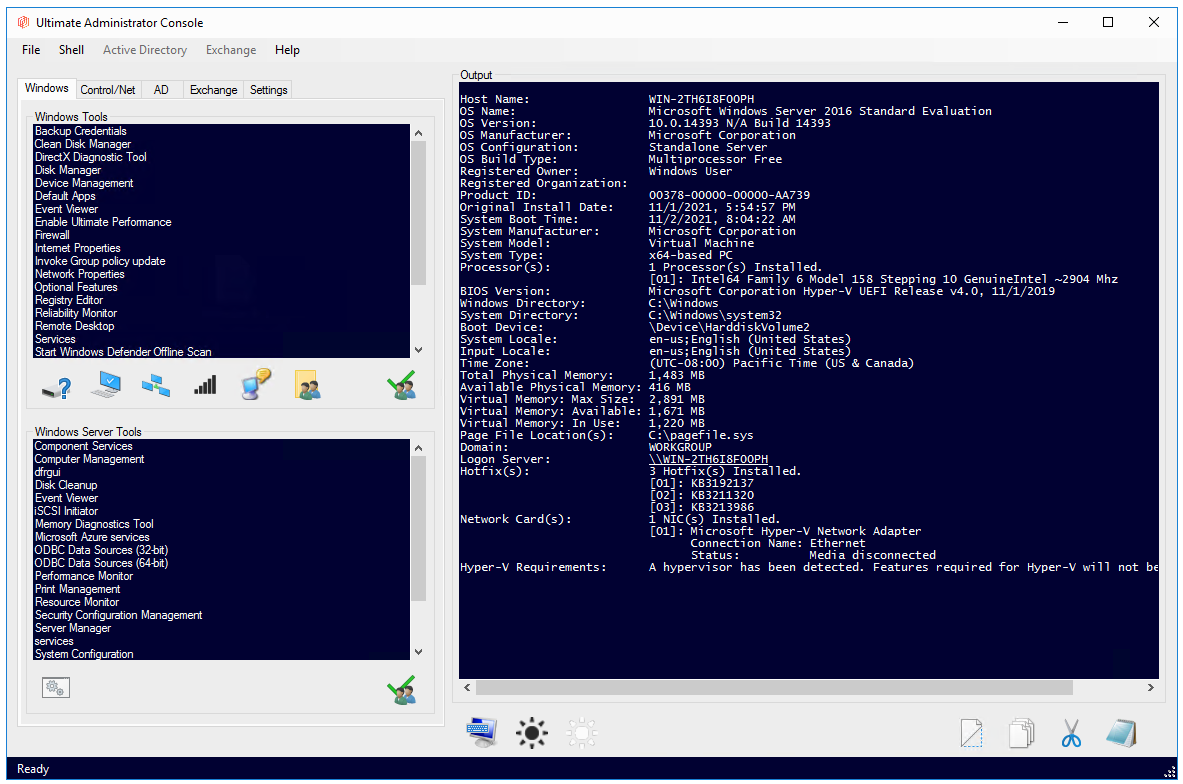 Ultimate Administrator Console
File Shell Active Directory Exchange Help
Windows Control/Net AD Exchange Settings
Windows Tools
Backup Credentials
Clean Disk Manager
DirectX Diagnostic Tool
Disk Manager
Device Management
Default Apps
Event Viewer
Enable Ultimate Performance
Firewall
Internet Properties
Invoke Group policy update
Network Properties
Optional Features
Registry Editor
Reliability Monitor
Remote Desktop
Services
Start Windows Defender Offline Scan
Windows Server Tools
Component Services
Computer Management
dfrgui
Disk Cleanup
Event Viewer
iSCSI Initiator
Memory Diagnostics Tool
Microsoft Azure services
ODBC Data Sources (32-bit)
ODBC Data Sources (64-bit)
Performance Monitor
Print Management
Resource Monitor
Security Configuration Management
Server Manager
services
System Configuration
Output
Host Name: WIN-2TH6I8FOOPH
OS Name: Microsoft Windows Server 2016 Standard Evaluation
OS Version: 10.0.14393 N/A Build 14393
OS Manufacturer: Microsoft Corporation
OS Configuration: Standalone Server
OS Build Type: Multiprocessor Free
Registered Owner: Windows User
Registered Organization:
Product ID: 00378-00000-00000-AA739
Original Install Date: 11/1/2021, 5:54:57 PM
System Boot Time: 11/2/2021, 8:04:22 AM
System Manufacturer: Microsoft Corporation
System Model: Virtual Machine
System Type: x64-based PC
Processor(s): 1 Processor(s) Installed.
[01]: Intel64 Family 6 Model 158 Stepping 10 GenuineIntel ~2904 Mhz
BIOS Version: Microsoft Corporation Hyper-V UEFI Release v4.0, 11/1/2019
Windows Directory: C:\Windows
System Directory: C:\Windows\system32
Boot Device: \Device\HarddiskVolume2
System Locale: en-us;English (United States)
Input Locale: en-us;English (United States)
Time Zone: (UTC-08:00) Pacific Time (US & Canada)
Total Physical Memory: 1,483 MB
Available Physical Memory: 416 MB
Virtual Memory: Max Size: 2,891 MB
Virtual Memory: Available: 1,671 MB
Virtual Memory: In Use: 1,220 MB
Page File Location(s): C:\pagefile.sys
Domain: WORKGROUP
Logon Server: \\WIN-2TH6I8FOOPH
Hotfix(s): 3 Hotfix(s) Installed.
[01]: KB3192137
[02]: KB3211320
[03]: KB3213986
Network Card(s): 1 NIC(s) Installed.
[01]: Microsoft Hyper-V Network Adapter
Connection Name: Ethernet
Status: Media disconnected
Hyper-V Requirements: A hypervisor has been detected. Features required for Hyper-V will not be
Ready